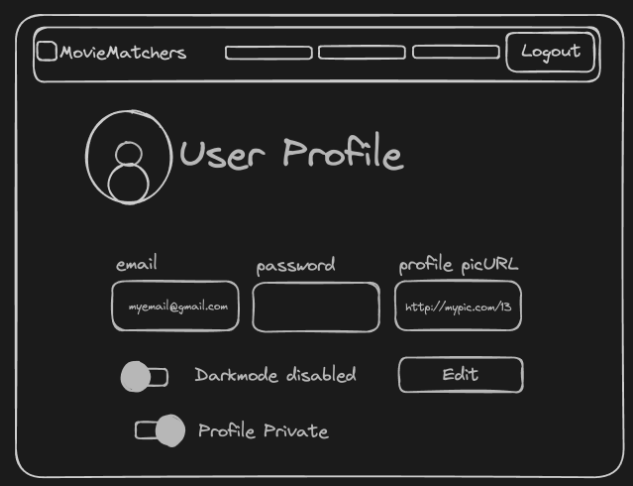 MovieMatchers Logout
User Profile
email password profile picURL
myemail@gmail.com http://mypic.com/13
Darkmode disabled Edit
Profile Private